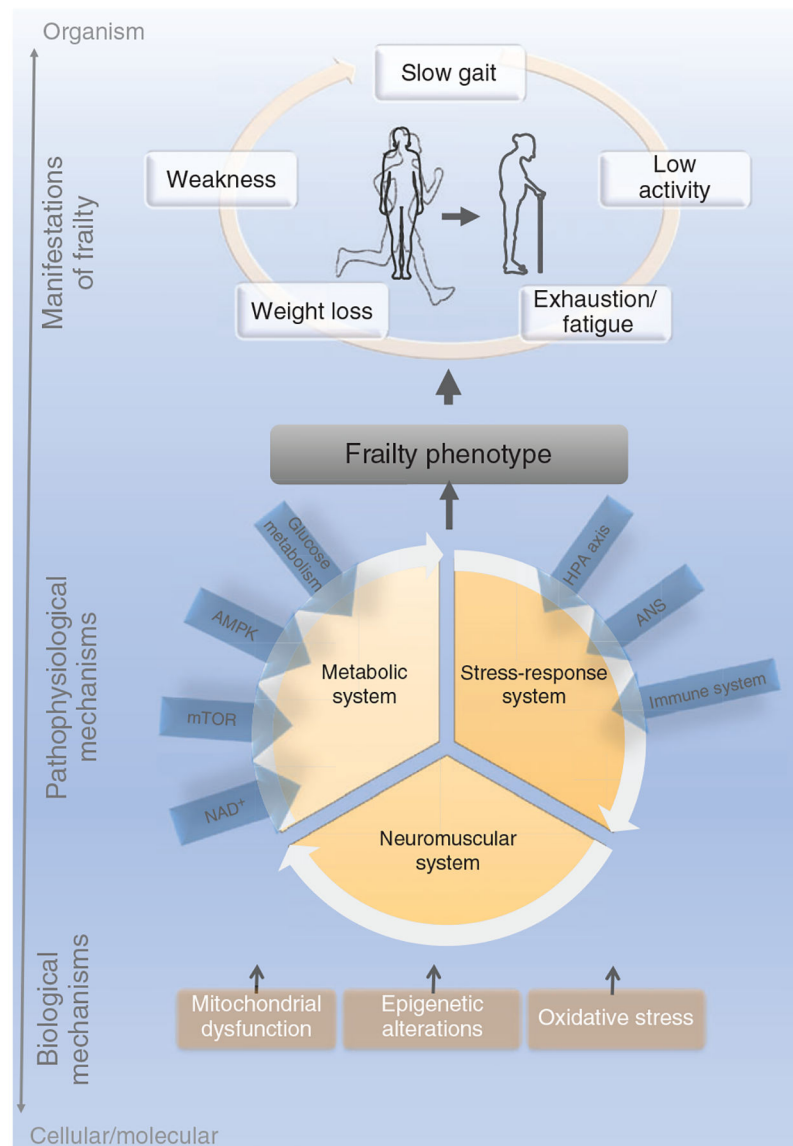 Organism
Manifestations
of frailty
Slow gait
Weakness
Low
activity
Weight loss
Exhaustion/
fatigue
Frailty phenotype
Pathophysiological
mechanisms
Glucose
metabolism
AMPK
mTOR
NAD⁺
HPA axis
ANS
Immune system
Metabolic
system
Stress-response
system
Neuromuscular
system
Biological
mechanisms
Mitochondrial
dysfunction
Epigenetic
alterations
Oxidative stress
Cellular/molecular